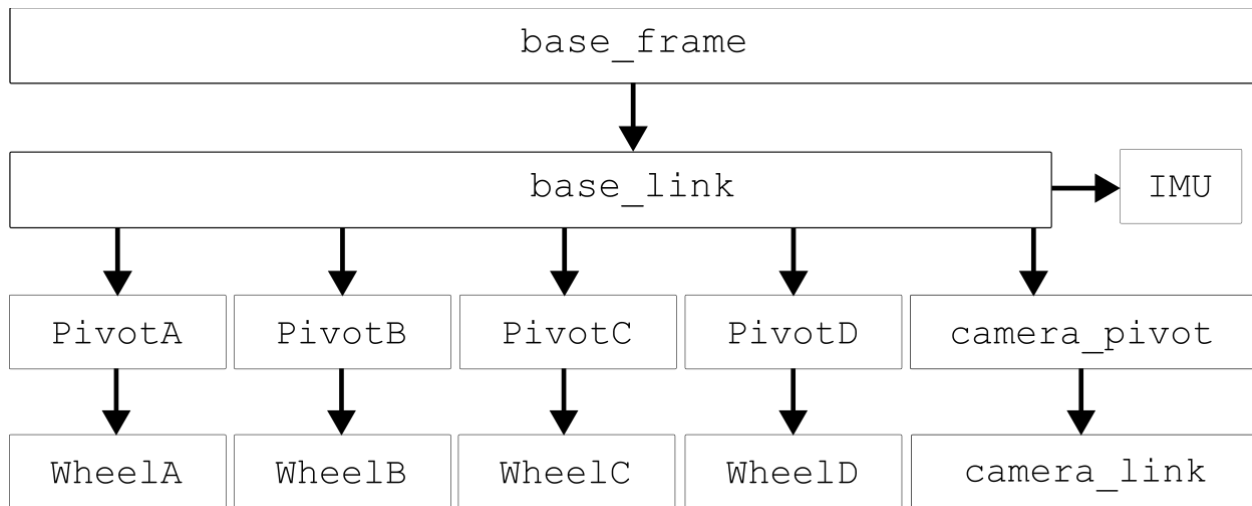 base_frame
base_link
IMU
PivotA
PivotB
PivotC
PivotD
camera_pivot
WheelA
WheelB
WheelC
WheelD
camera_link